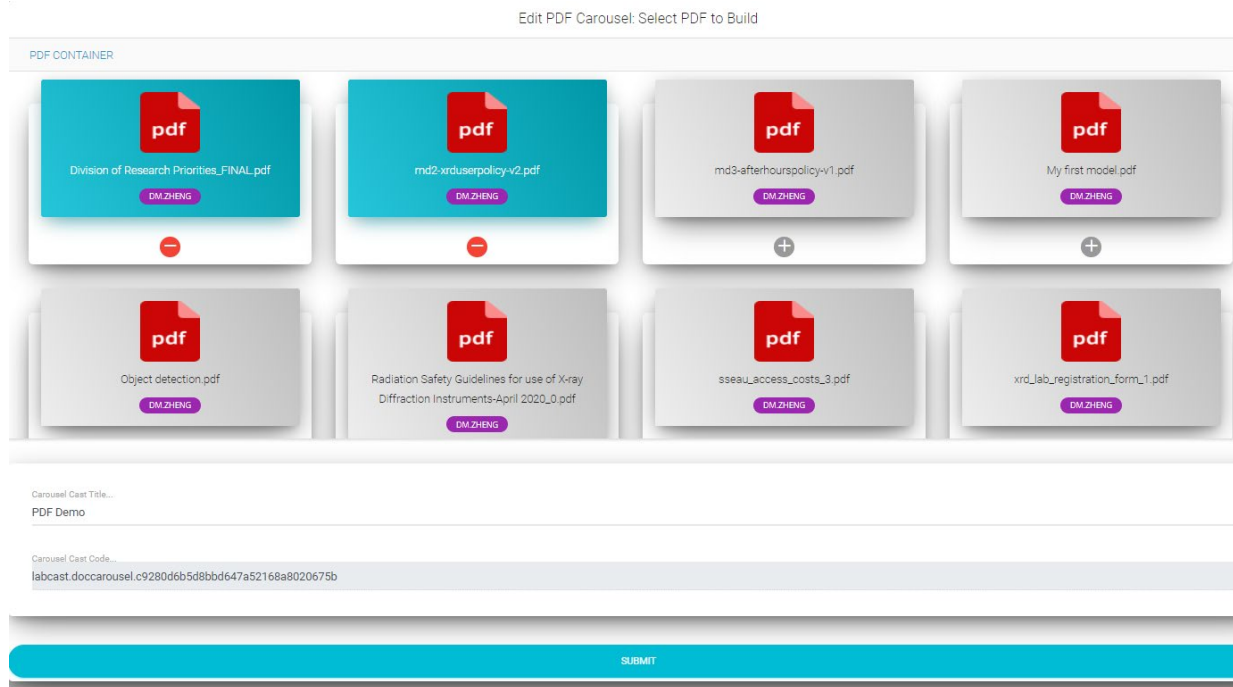 Edit PDF Carousel: Select PDF to Build
PDF CONTAINER
pdf
Division of Research Priorities_FINAL.pdf
DM.ZHENG
pdf
rnd2-xrduserpolicy-v2.pdf
DM.ZHENG
pdf
rnd3-afterhourspolicy-v1.pdf
DM.ZHENG
pdf
My first model.pdf
DM.ZHENG
pdf
Object detection.pdf
DM.ZHENG
pdf
Radiation Safety Guidelines for use of X-ray
Diffraction Instruments-April 2020_0.pdf
DM.ZHENG
pdf
sseau_access_costs_3.pdf
DM.ZHENG
pdf
xrd_lab_registration_form_1.pdf
DM.ZHENG
Carousel Cast Title...
PDF Demo
Carousel Cast Code...
labcast.doccarousel.c9280d6b5d8bbd647a52168a8020675b
SUBMIT